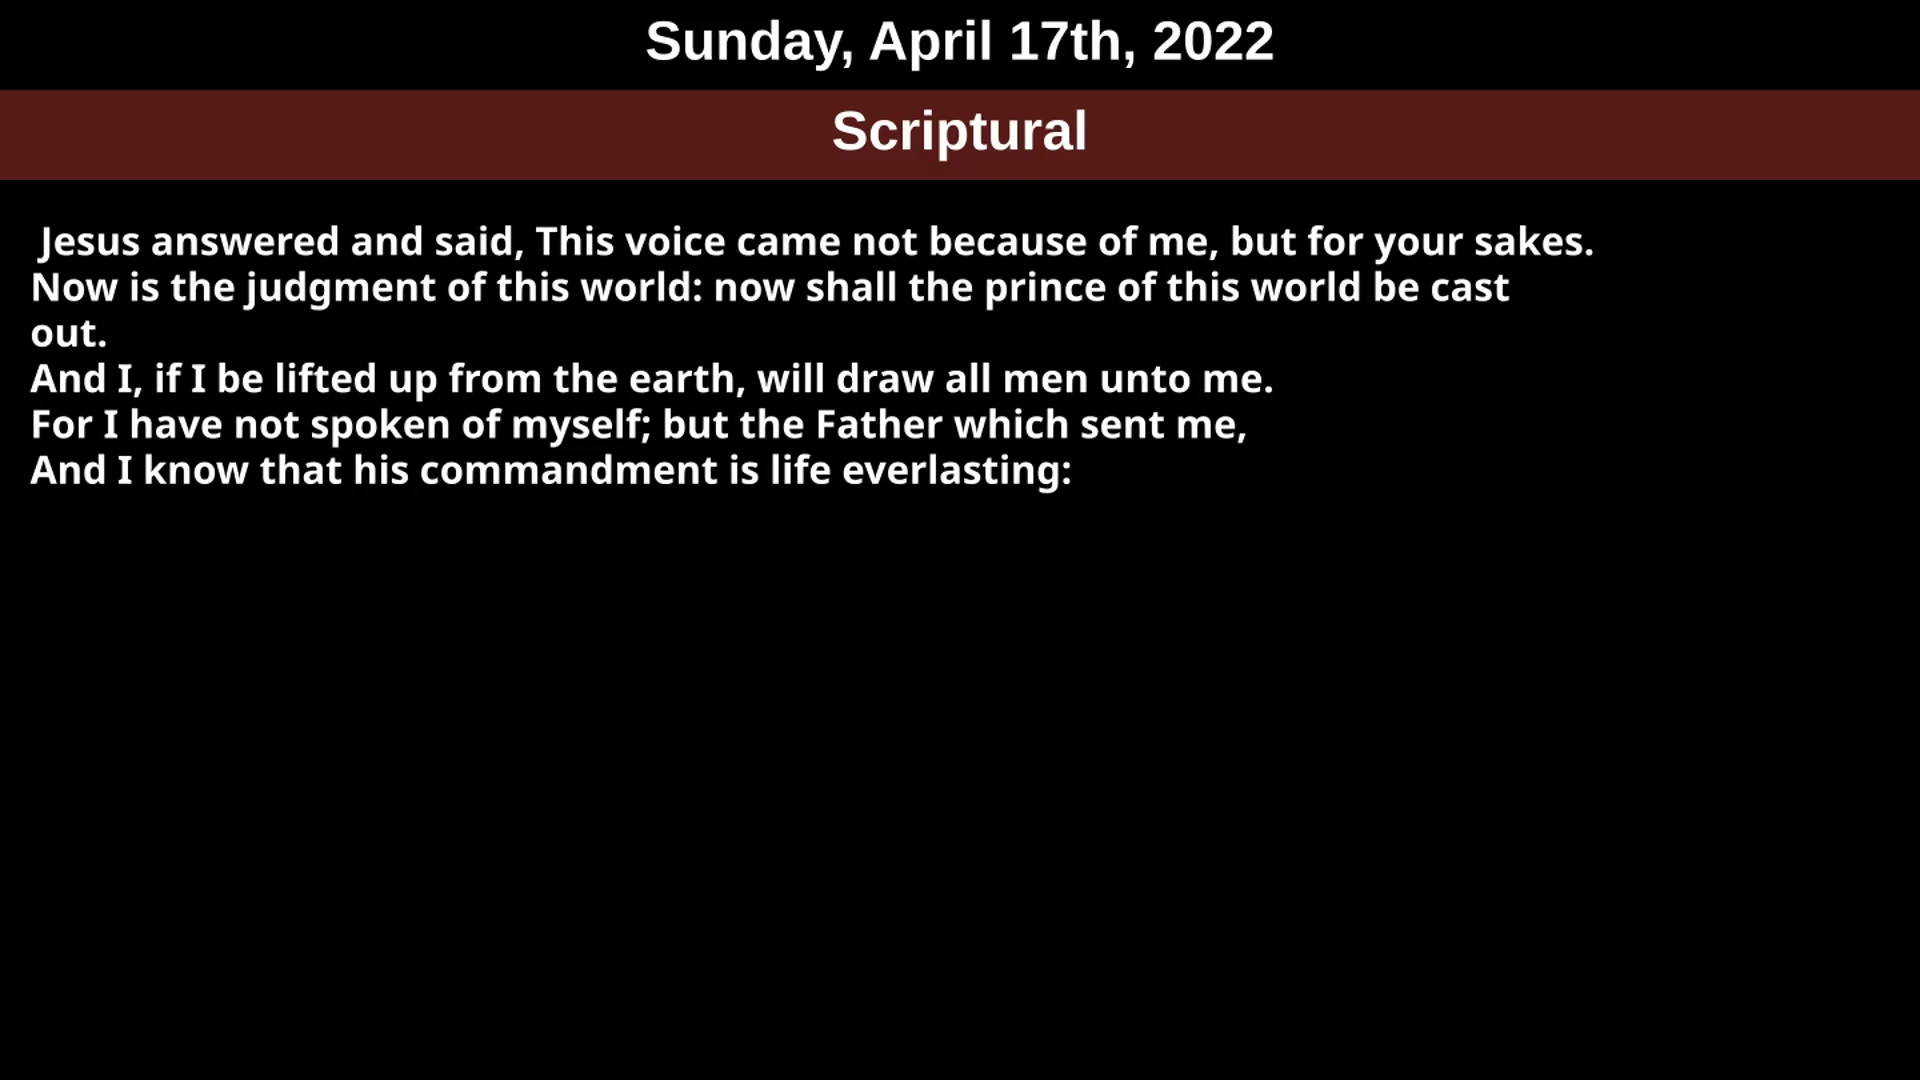 Sunday, April 17th, 2022
Scriptural
Jesus answered and said, This voice came not because of me, but for your sakes.
Now is the judgment of this world: now shall the prince of this world be cast
out.
And I, if I be lifted up from the earth, will draw all men unto me.
For I have not spoken of myself; but the Father which sent me,
And I know that his commandment is life everlasting: